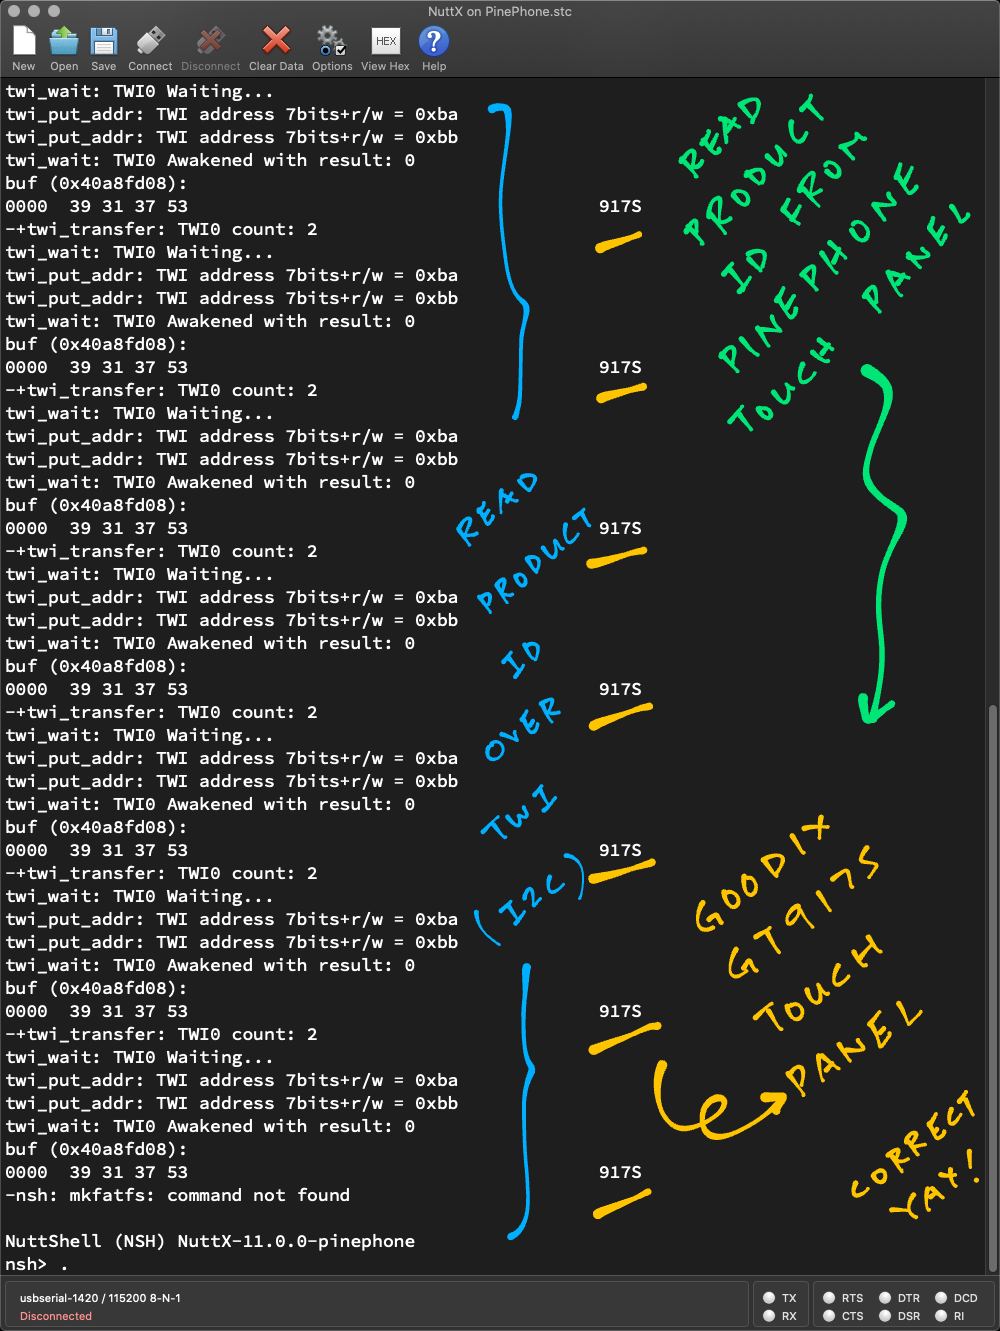 NuttX on PinePhone.stc
New Open Save Connect Disconnect Clear Data Options HEX View Hex ? Help
twi_wait: TWI0 Waiting...
twi_put_addr: TWI address 7bits+r/w = 0xba
twi_put_addr: TWI address 7bits+r/w = 0xbb
twi_wait: TWI0 Awakened with result: 0
buf (0x40a8fd08):
0000  39 31 37 53 917S
-+twi_transfer: TWI0 count: 2
twi_wait: TWI0 Waiting...
twi_put_addr: TWI address 7bits+r/w = 0xba
twi_put_addr: TWI address 7bits+r/w = 0xbb
twi_wait: TWI0 Awakened with result: 0
buf (0x40a8fd08):
0000  39 31 37 53 917S
-+twi_transfer: TWI0 count: 2
twi_wait: TWI0 Waiting...
twi_put_addr: TWI address 7bits+r/w = 0xba
twi_put_addr: TWI address 7bits+r/w = 0xbb
twi_wait: TWI0 Awakened with result: 0
buf (0x40a8fd08):
0000  39 31 37 53 917S
-+twi_transfer: TWI0 count: 2
twi_wait: TWI0 Waiting...
twi_put_addr: TWI address 7bits+r/w = 0xba
twi_put_addr: TWI address 7bits+r/w = 0xbb
twi_wait: TWI0 Awakened with result: 0
buf (0x40a8fd08):
0000  39 31 37 53 917S
-+twi_transfer: TWI0 count: 2
twi_wait: TWI0 Waiting...
twi_put_addr: TWI address 7bits+r/w = 0xba
twi_put_addr: TWI address 7bits+r/w = 0xbb
twi_wait: TWI0 Awakened with result: 0
buf (0x40a8fd08):
0000  39 31 37 53 917S
-+twi_transfer: TWI0 count: 2
twi_wait: TWI0 Waiting...
twi_put_addr: TWI address 7bits+r/w = 0xba
twi_put_addr: TWI address 7bits+r/w = 0xbb
twi_wait: TWI0 Awakened with result: 0
buf (0x40a8fd08):
0000  39 31 37 53 917S
-+twi_transfer: TWI0 count: 2
twi_wait: TWI0 Waiting...
twi_put_addr: TWI address 7bits+r/w = 0xba
twi_put_addr: TWI address 7bits+r/w = 0xbb
twi_wait: TWI0 Awakened with result: 0
buf (0x40a8fd08):
0000  39 31 37 53 917S
-nsh: mkfatfs: command not found
NuttShell (NSH) NuttX-11.0.0-pinephone
nsh> .
READ
PRODUCT
ID FROM
PINEPHONE
TOUCH PANEL
READ
PRODUCT
ID
OVER
TWI
(I2C)
GOODIX
GT917S
TOUCH
PANEL
CORRECT
YAY!
usbserial-1420 / 115200 8-N-1
Disconnected
TX RTS DTR DCD
RX CTS DSR RI